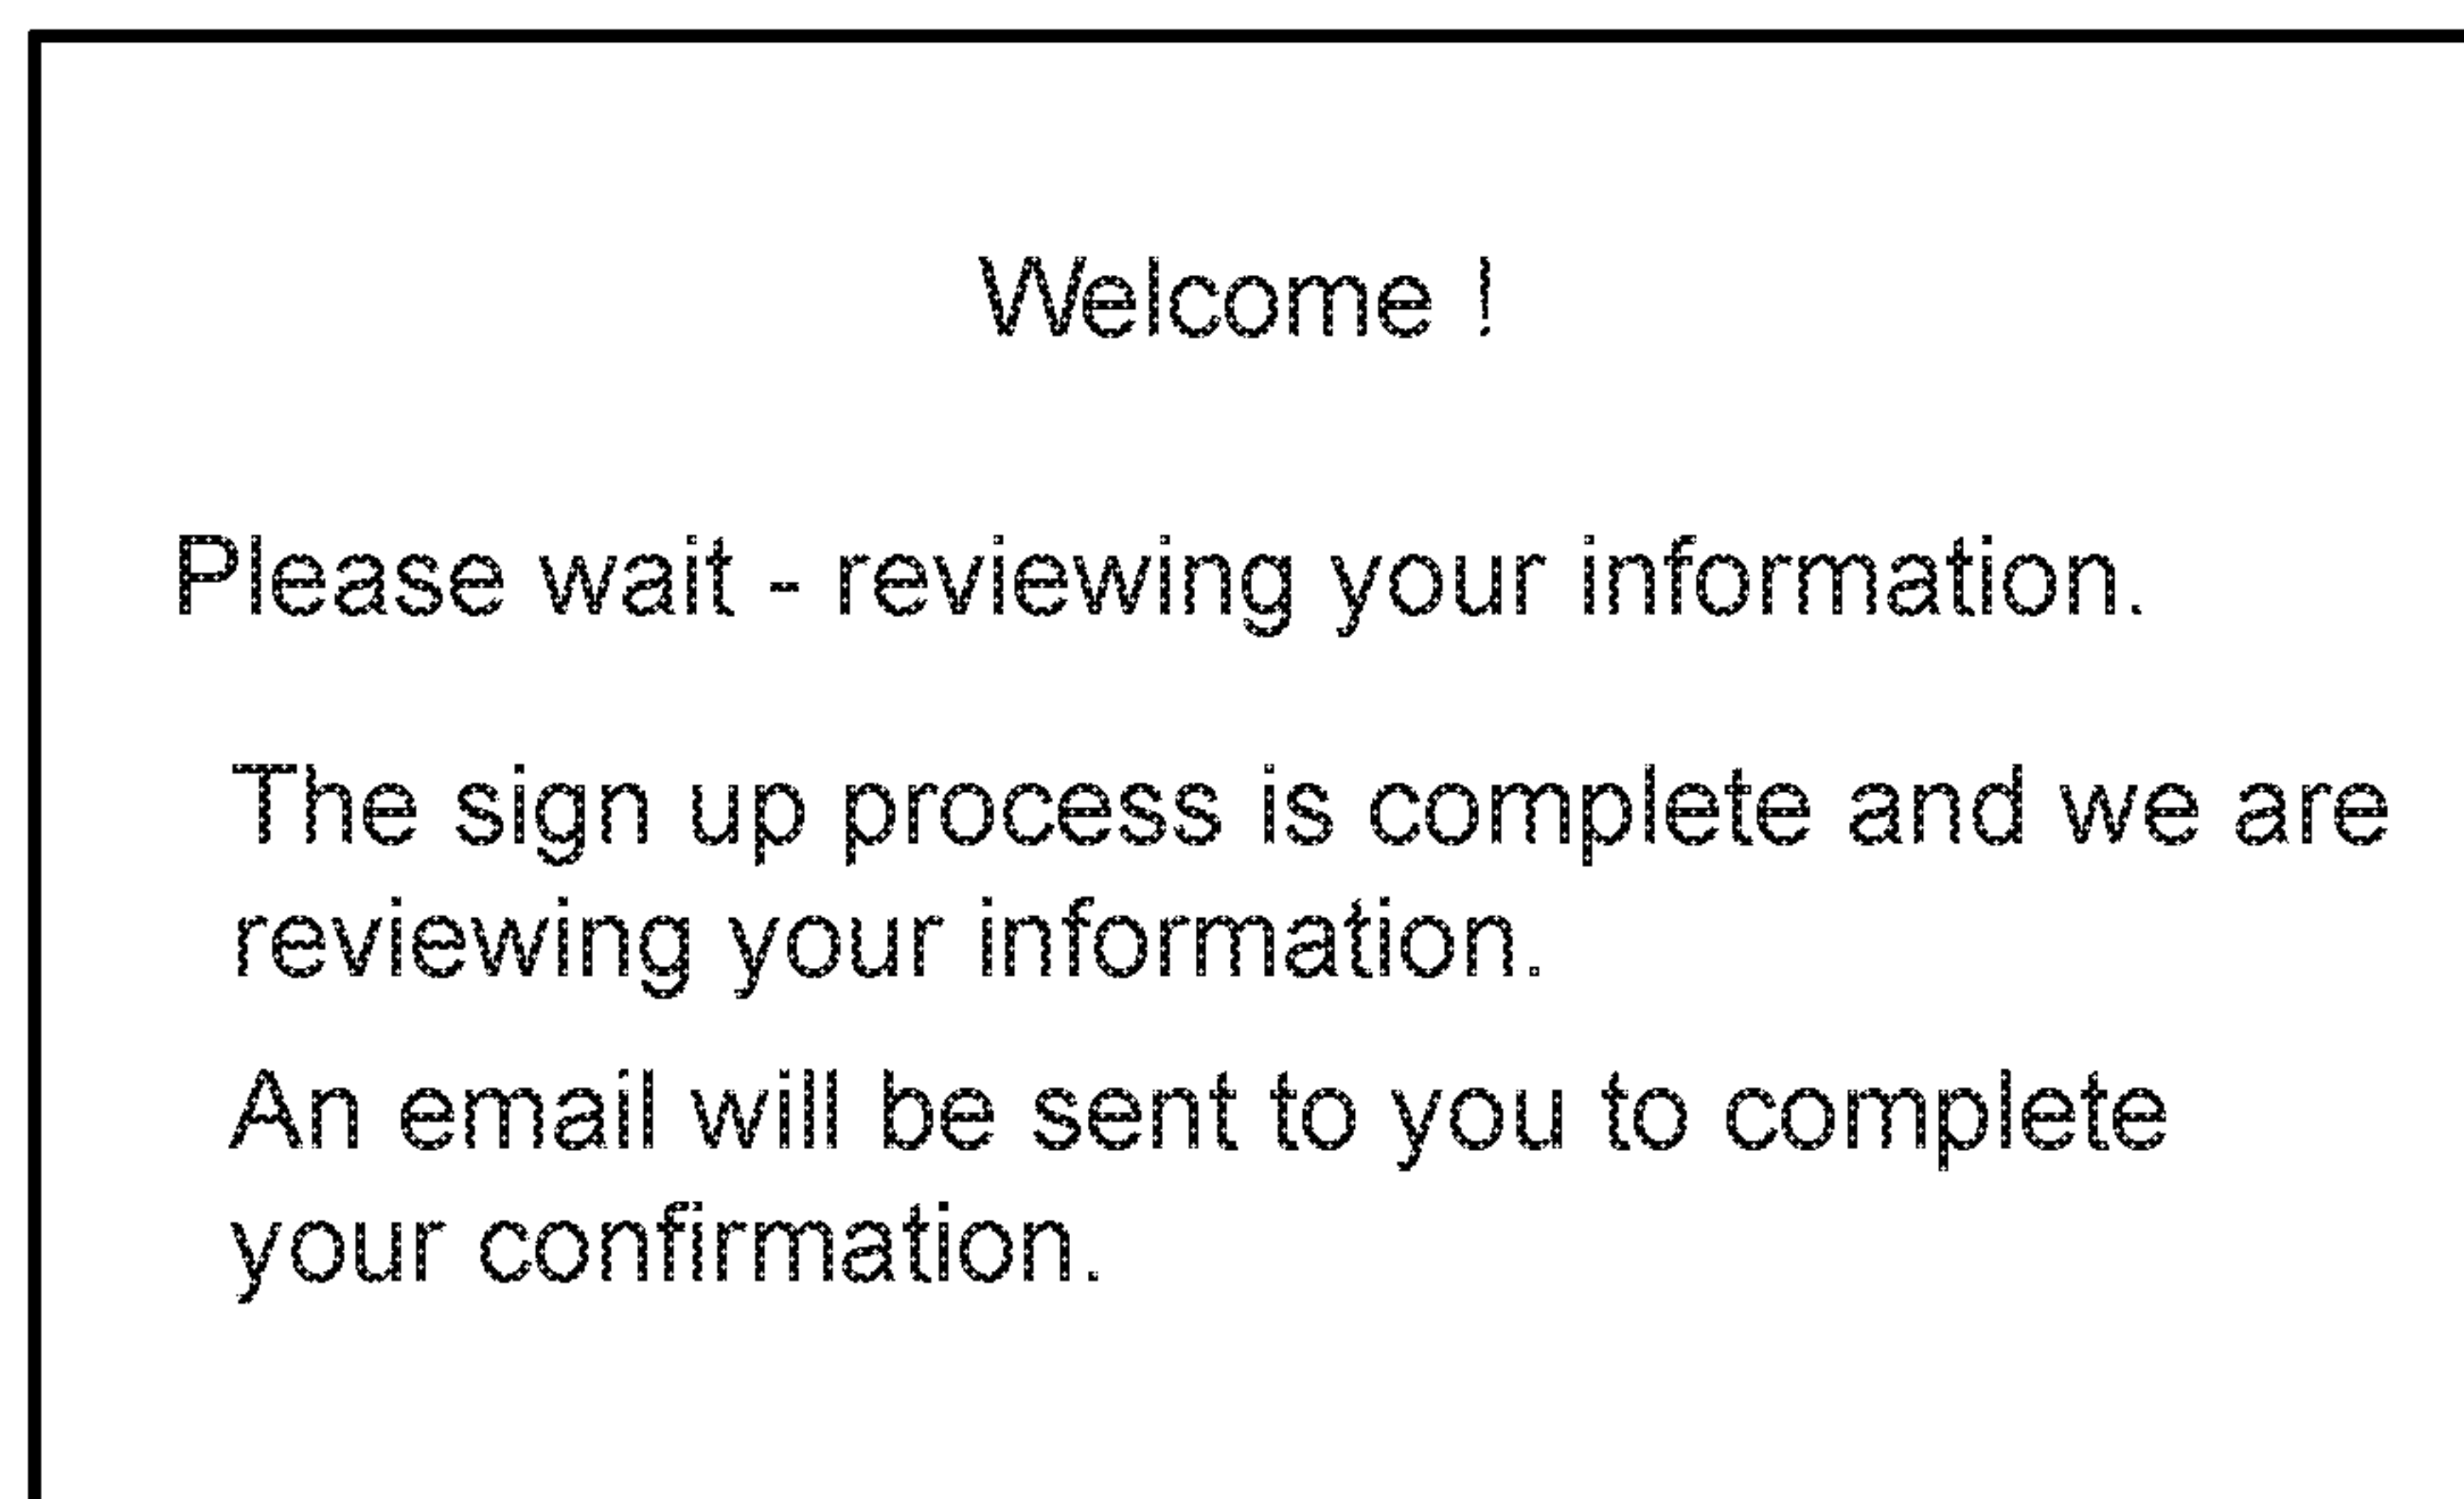 Welcome !
Please wait - reviewing your information.
The sign up process is complete and we are
reviewing your information.
An email will be sent to you to complete
your confirmation.